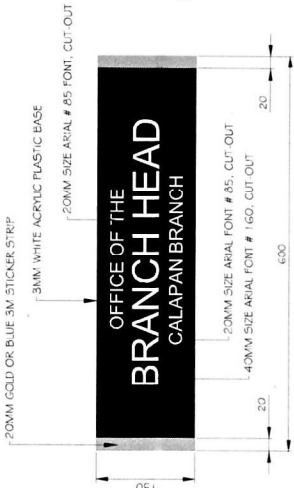 20MM GOLD OR BLUE 3M STICKER STRIP
3MM WHITE ACRYLIC PLASTIC BASE
20MM SIZE ARIAL # 85 FONT, CUT-OUT
OFFICE OF THE
BRANCH HEAD
CALAPAN BRANCH
20MM SIZE ARIAL FONT # 85, CUT-OUT
40MM SIZE ARIAL FONT # 160, CUT-OUT
20
20
600